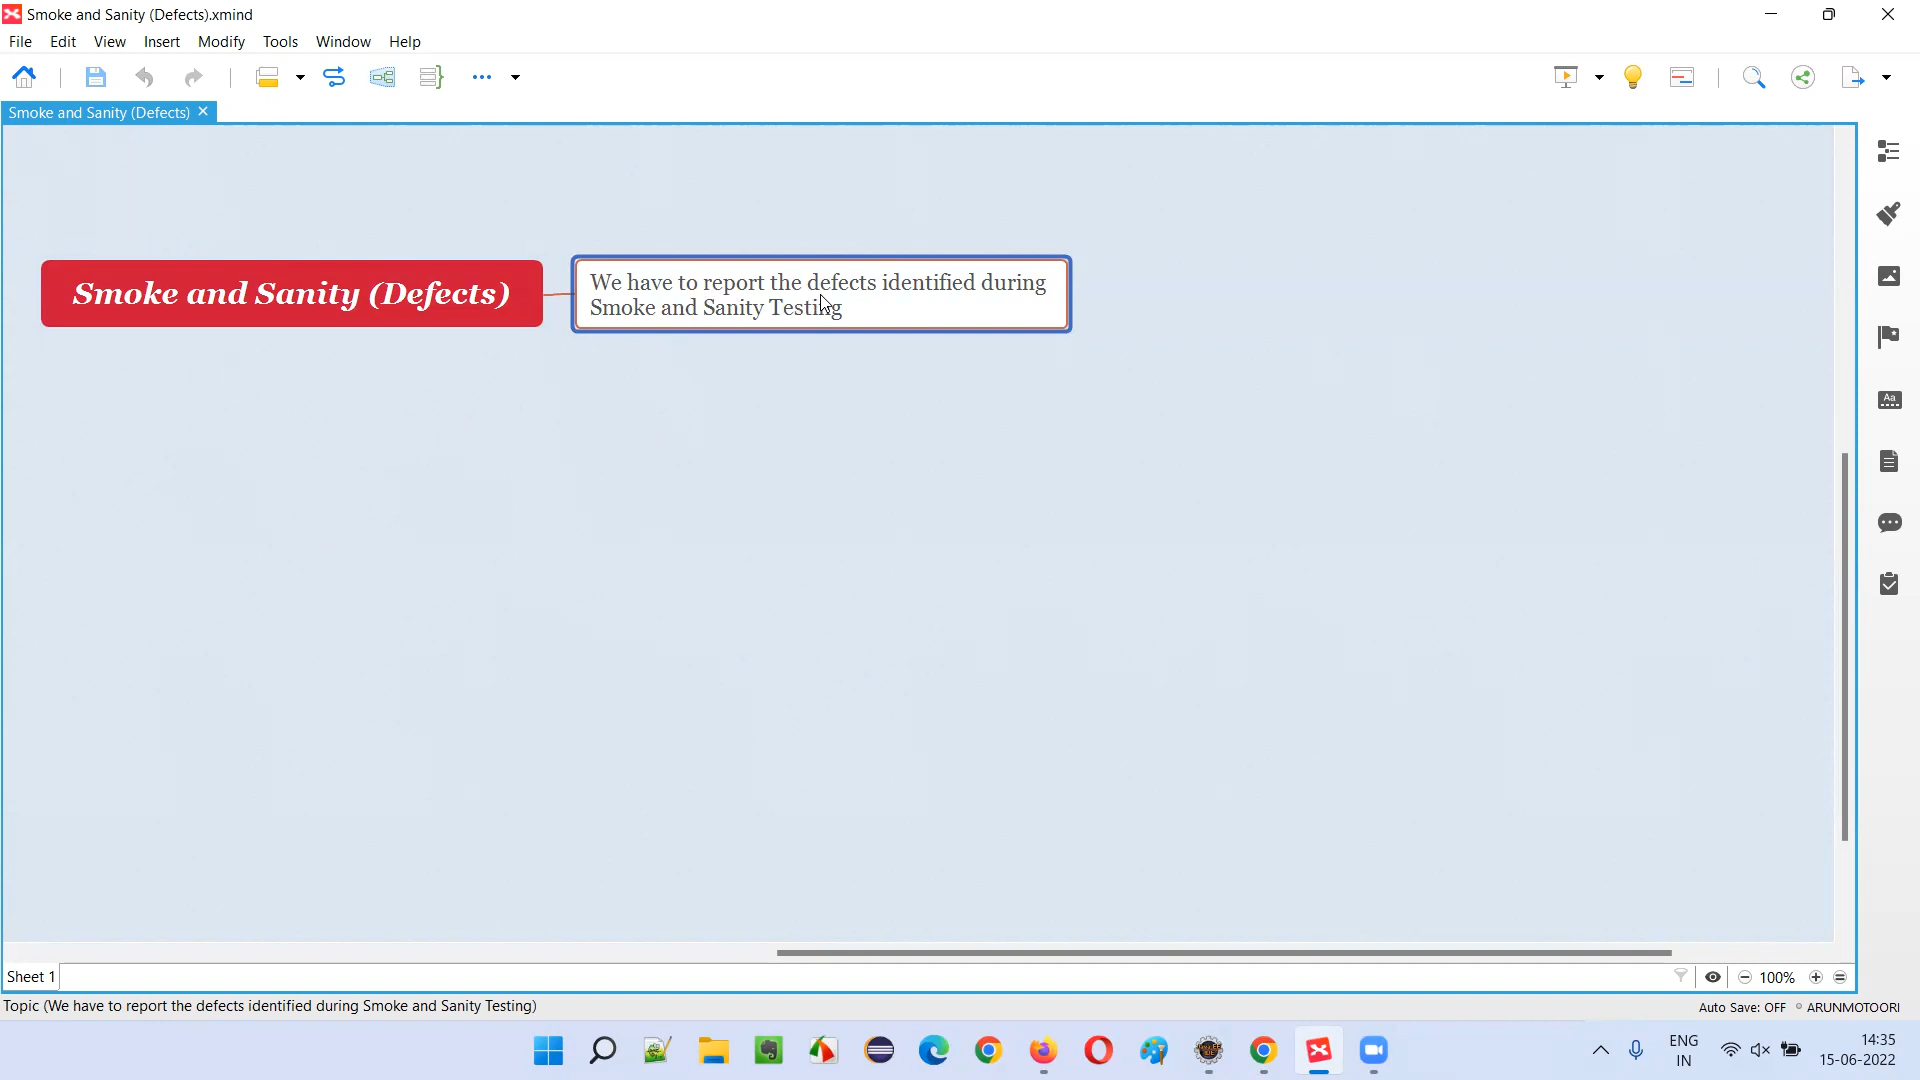 Smoke and Sanity (Defects).xmind
File Edit View Insert Modify Tools Window Help
Smoke and Sanity (Defects)
Smoke and Sanity (Defects)
We have to report the defects identified during
Smoke and Sanity Testing
Aa
Sheet 1
100%
Topic (We have to report the defects identified during Smoke and Sanity Testing)
Auto Save: OFF
ARUNMOTOORI
ENG
IN
14:35
15-06-2022